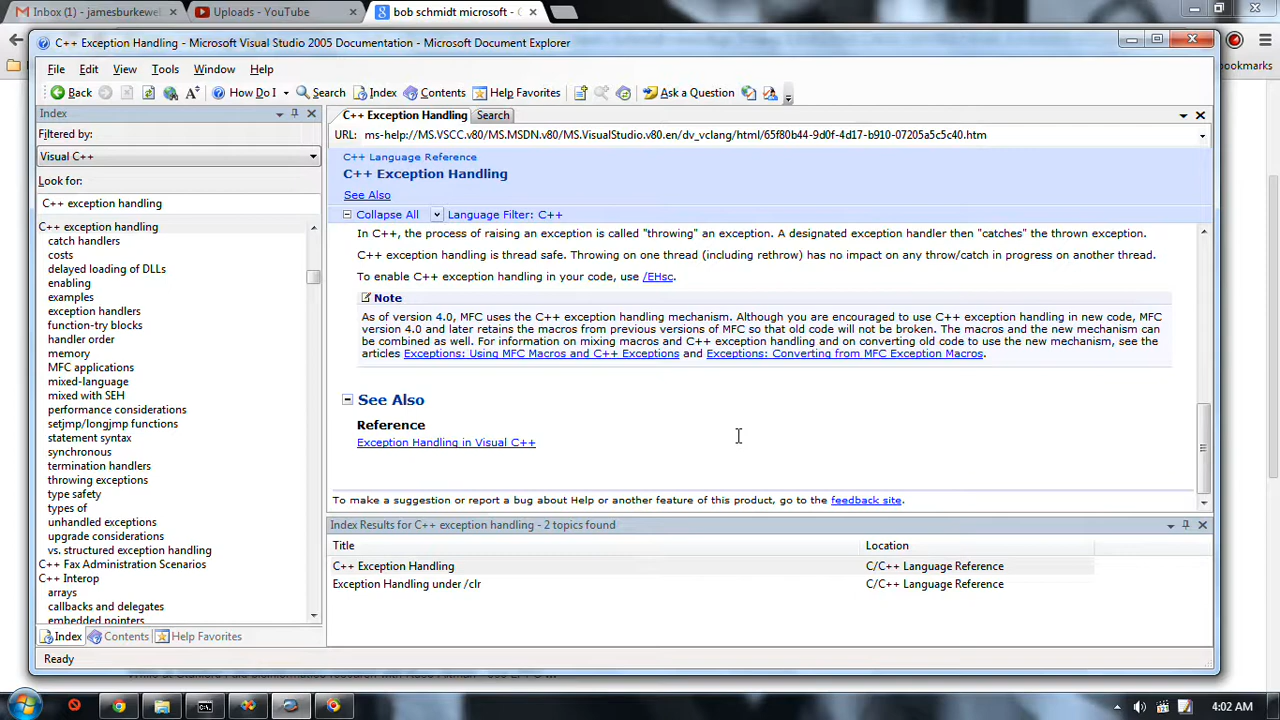 Inbox (1) - jamesburkewel
Uploads - YouTube
bob schmidt microsoft - G
C++ Exception Handling - Microsoft Visual Studio 2005 Documentation - Microsoft Document Explorer
ookmarks
File Edit View Tools Window Help
Back How Do I Search Index Contents Help Favorites Ask a Question
Index
Filtered by:
Visual C++
Look for:
C++ exception handling
C++ exception handling
catch handlers
costs
delayed loading of DLLs
enabling
examples
exception handlers
function-try blocks
handler order
memory
MFC applications
mixed-language
mixed with SEH
performance considerations
setjmp/longjmp functions
statement syntax
synchronous
termination handlers
throwing exceptions
type safety
types of
unhandled exceptions
upgrade considerations
vs. structured exception handling
C++ Fax Administration Scenarios
C++ Interop
arrays
callbacks and delegates
embedded pointers
Index Contents Help Favorites
C++ Exception Handling Search
URL: ms-help://MS.VSCC.v80/MS.MSDN.v80/MS.VisualStudio.v80.en/dv_vclang/html/65f80b44-9d0f-4d17-b910-07205a5c5c40.htm
C++ Language Reference
C++ Exception Handling
See Also
Collapse All Language Filter: C++
In C++, the process of raising an exception is called "throwing" an exception. A designated exception handler then "catches" the thrown exception.
C++ exception handling is thread safe. Throwing on one thread (including rethrow) has no impact on any throw/catch in progress on another thread.
To enable C++ exception handling in your code, use /EHsc.
Note
As of version 4.0, MFC uses the C++ exception handling mechanism. Although you are encouraged to use C++ exception handling in new code, MFC
version 4.0 and later retains the macros from previous versions of MFC so that old code will not be broken. The macros and the new mechanism can
be combined as well. For information on mixing macros and C++ exception handling and on converting old code to use the new mechanism, see the
articles Exceptions: Using MFC Macros and C++ Exceptions and Exceptions: Converting from MFC Exception Macros.
See Also
Reference
Exception Handling in Visual C++
To make a suggestion or report a bug about Help or another feature of this product, go to the feedback site.
Index Results for C++ exception handling - 2 topics found
Title Location
C++ Exception Handling C/C++ Language Reference
Exception Handling under /clr C/C++ Language Reference
Ready
4:02 AM